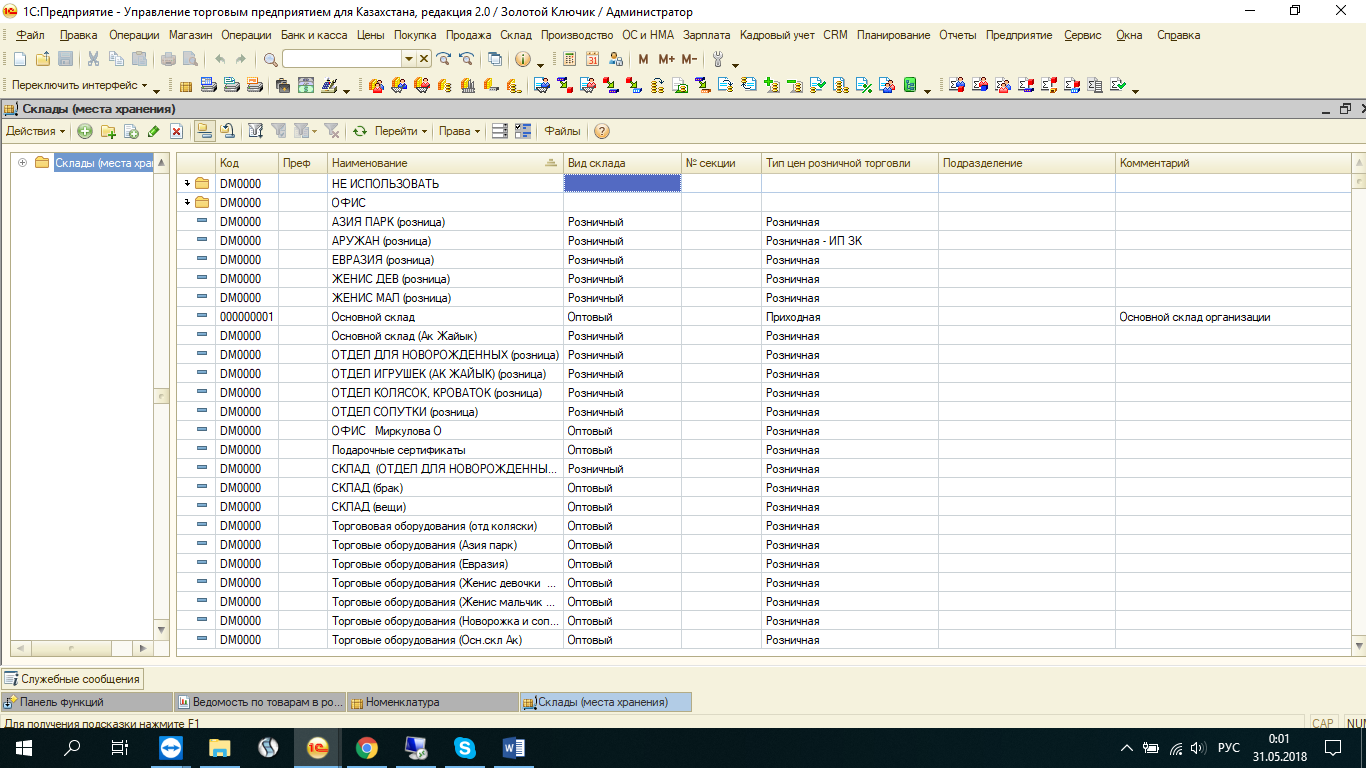 1С:Предприятие - Управление торговым предприятием для Казахстана, редакция 2.0 / Золотой Ключик / Администратор
Файл Правка Операции Магазин Операции Банк и касса Цены Покупка Продажа Склад Производство ОС и НМА Зарплата Кадровый учет CRM Планирование Отчеты Предприятие Сервис Окна Справка
M M+ M-
Переключить интерфейс
Склады (места хранения)
Действия Перейти Права Файлы
Склады (места хран
Код Преф Наименование Вид склада № секции Тип цен розничной торговли Подразделение Комментарий
DM0000 НЕ ИСПОЛЬЗОВАТЬ
DM0000 ОФИС
DM0000 АЗИЯ ПАРК (розница) Розничный Розничная
DM0000 АРУЖАН (розница) Розничный Розничная - ИП ЗК
DM0000 ЕВРАЗИЯ (розница) Розничный Розничная
DM0000 ЖЕНИС ДЕВ (розница) Розничный Розничная
DM0000 ЖЕНИС МАЛ (розница) Розничный Розничная
000000001 Основной склад Оптовый Приходная Основной склад организации
DM0000 Основной склад (Ак Жайык) Розничный Розничная
DM0000 ОТДЕЛ ДЛЯ НОВОРОЖДЕННЫХ (розница) Розничный Розничная
DM0000 ОТДЕЛ ИГРУШЕК (АК ЖАЙЫК) (розница) Розничный Розничная
DM0000 ОТДЕЛ КОЛЯСОК, КРОВАТОК (розница) Розничный Розничная
DM0000 ОТДЕЛ СОПУТКИ (розница) Розничный Розничная
DM0000 ОФИС Миркулова О Оптовый Розничная
DM0000 Подарочные сертификаты Оптовый Розничная
DM0000 СКЛАД (ОТДЕЛ ДЛЯ НОВОРОЖДЕННЫ... Розничный Розничная
DM0000 СКЛАД (брак) Оптовый Розничная
DM0000 СКЛАД (вещи) Оптовый Розничная
DM0000 Торгововая оборудования (отд коляски) Оптовый Розничная
DM0000 Торговые оборудования (Азия парк) Оптовый Розничная
DM0000 Торговые оборудования (Евразия) Оптовый Розничная
DM0000 Торговые оборудования (Женис девочки ... Оптовый Розничная
DM0000 Торговые оборудования (Женис мальчик ... Оптовый Розничная
DM0000 Торговые оборудования (Новорожка и соп... Оптовый Розничная
DM0000 Торговые оборудования (Осн.скл Ак) Оптовый Розничная
Служебные сообщения
Панель функций Ведомость по товарам в ро... Номенклатура Склады (места хранения)
Для получения подсказки нажмите F1 CAP NUM
РУС 0:01
31.05.2018